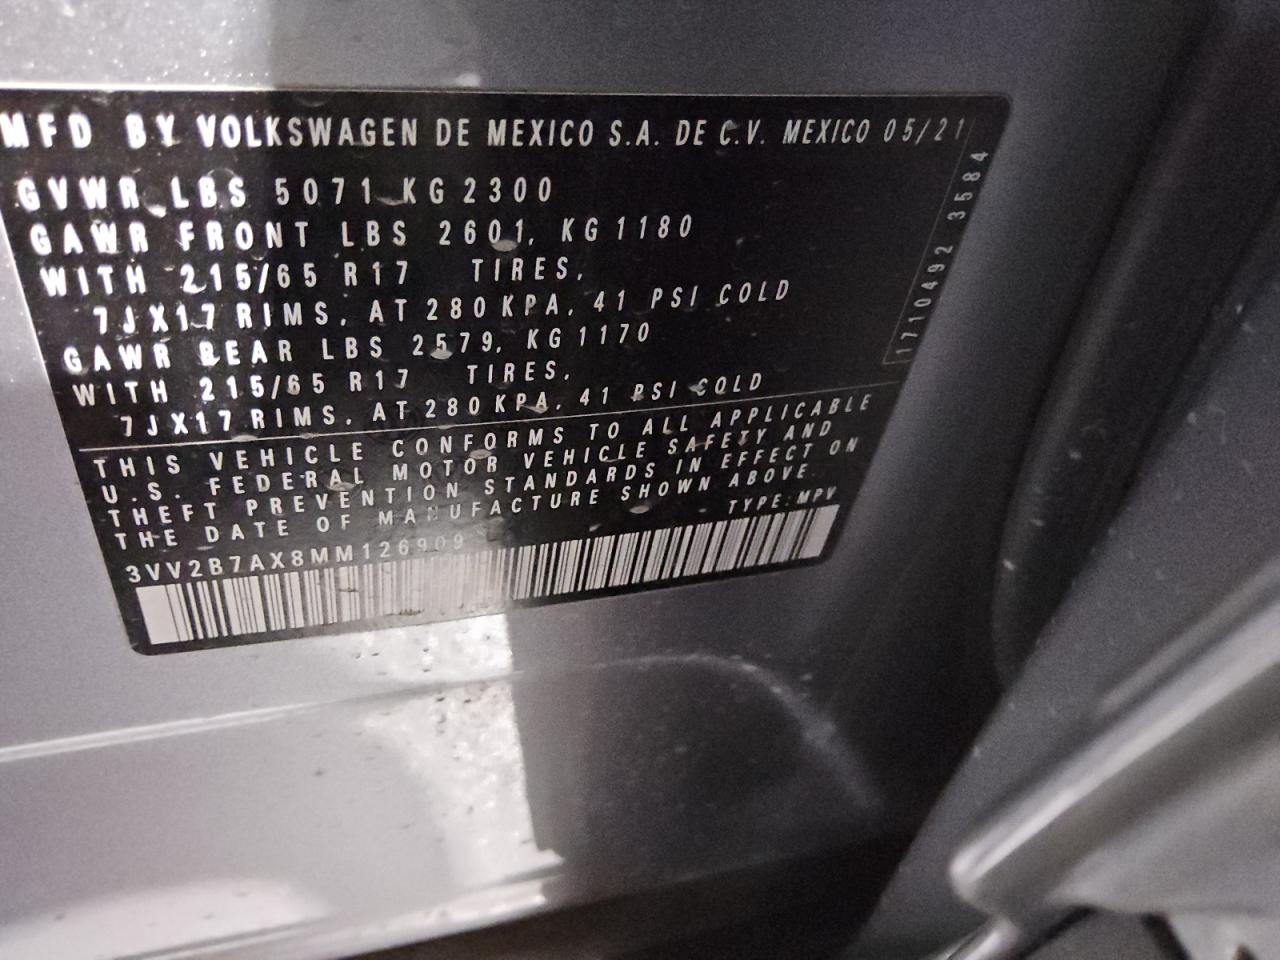 MFD BY VOLKSWAGEN DE MEXICO S.A. DE C.V. MEXICO 05/21
GVWR LBS 5071 KG 2300
GAWR FRONT LBS 2601, KG 1180
WITH 215/65 R17 TIRES,
7JX17 RIMS, AT 280 KPA, 41 PSI COLD
GAWR REAR LBS 2579, KG 1170
WITH 215/65 R17 TIRES,
7JX17 RIMS, AT 280 KPA, 41 PSI COLD
THIS VEHICLE CONFORMS TO ALL APPLICABLE
U.S. FEDERAL MOTOR VEHICLE SAFETY AND
THEFT PREVENTION STANDARDS IN EFFECT ON
THE DATE OF MANUFACTURE SHOWN ABOVE.
TYPE: MPV
3VV2B7AX8MM126909
1710492 3584